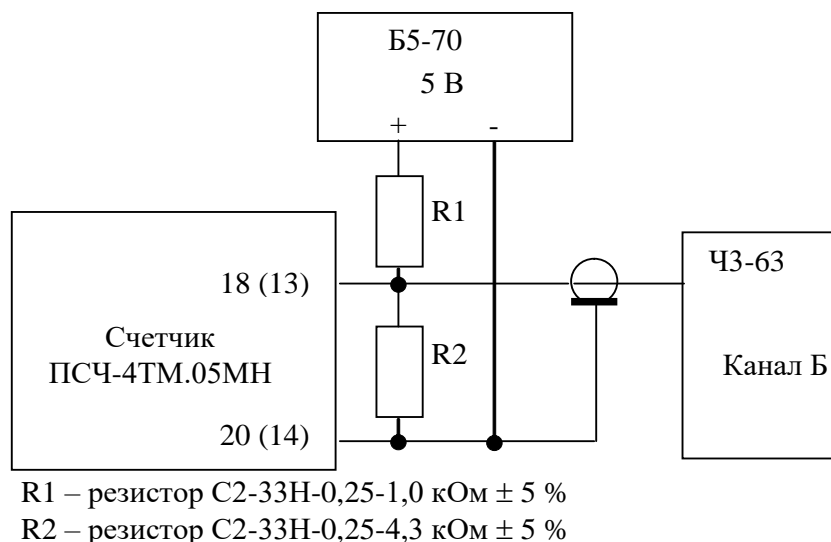 Б5-70
5 В
+ -
R1
18 (13)
ЧЗ-63
Счетчик
ПСЧ-4ТМ.05МН
R2
Канал Б
20 (14)
R1 – резистор С2-33Н-0,25-1,0 кОм ± 5 %
R2 – резистор С2-33Н-0,25-4,3 кОм ± 5 %